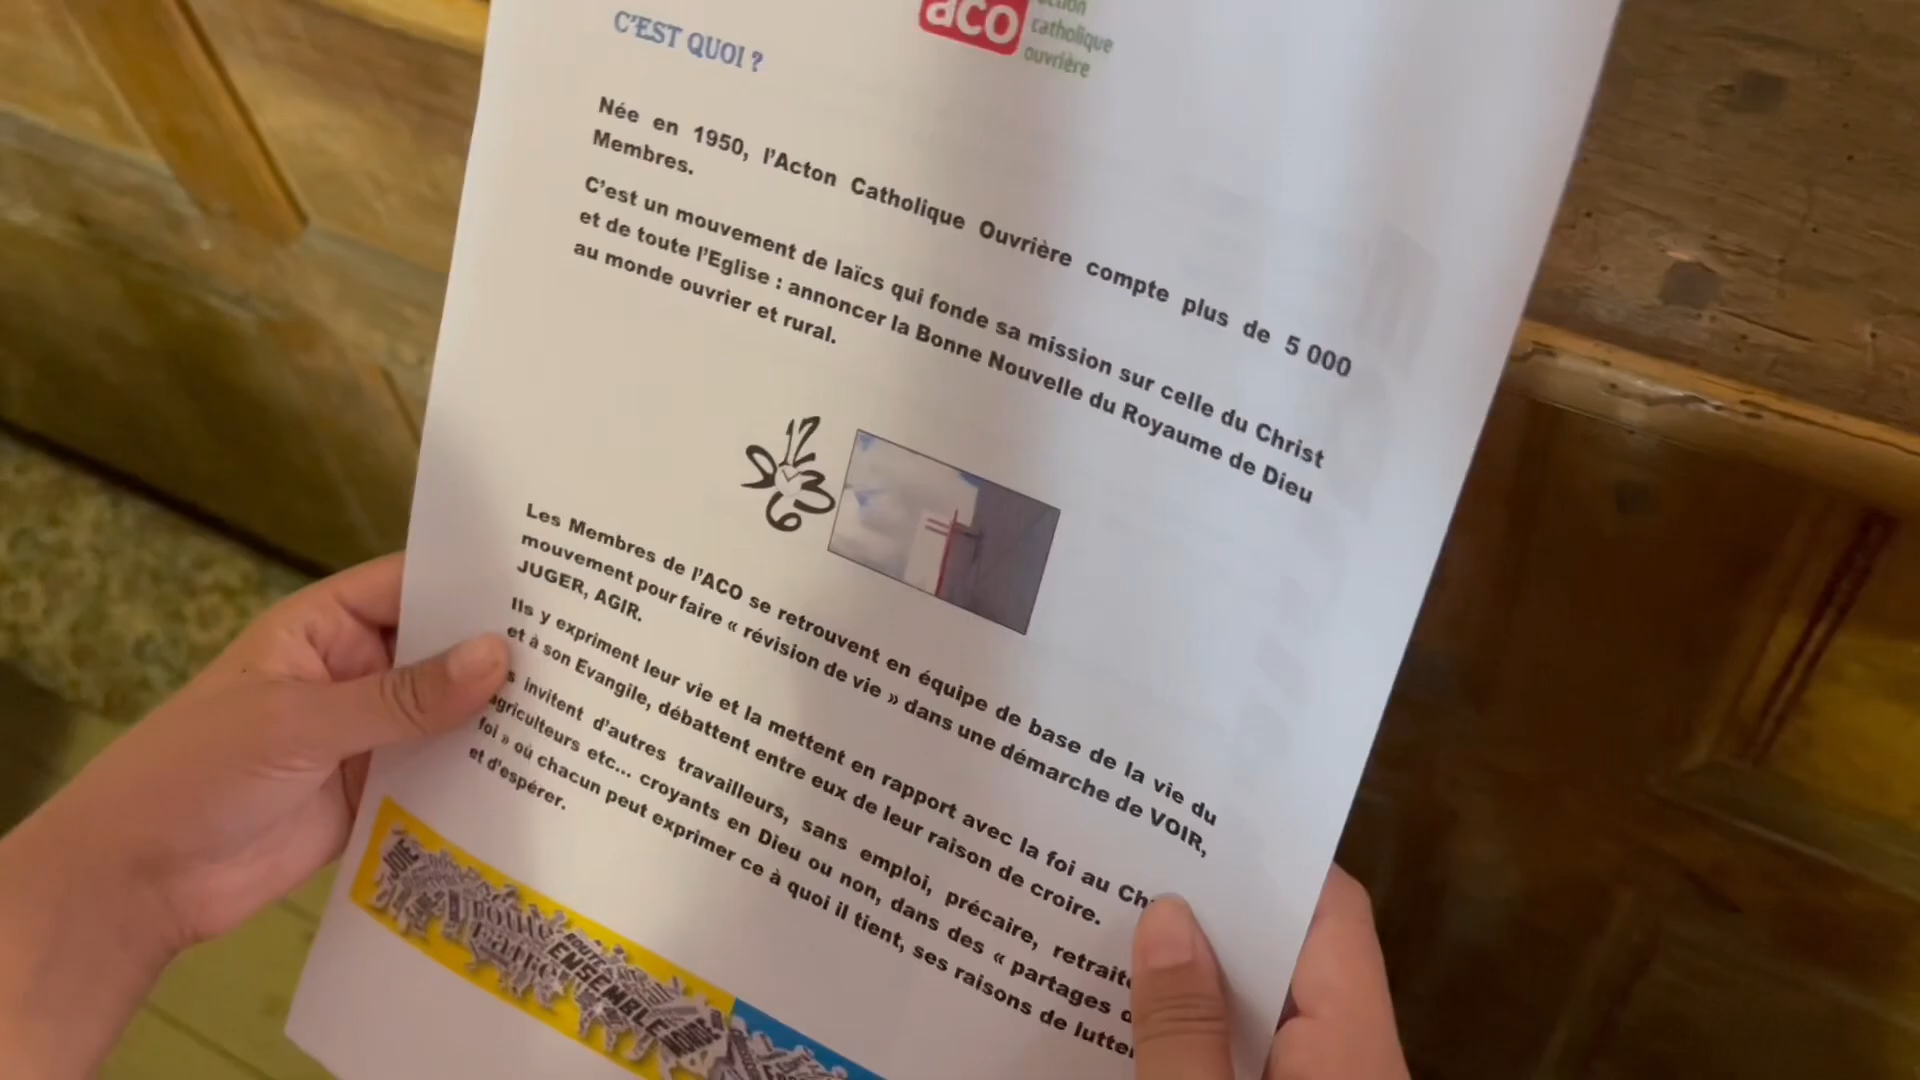 aco
catholique
ouvrière
C'EST QUOI ?
Née en 1950, l'Acton Catholique Ouvrière compte plus de 5 000
Membres.
C'est un mouvement de laïcs qui fonde sa mission sur celle du Christ
et de toute l'Eglise : annoncer la Bonne Nouvelle du Royaume de Dieu
au monde ouvrier et rural.
12
9 3
6
Les Membres de l'ACO se retrouvent en équipe de base de la vie du
mouvement pour faire « révision de vie » dans une démarche de VOIR,
JUGER, AGIR.
Ils y expriment leur vie et la mettent en rapport avec la foi au
et à son Evangile, débattent entre eux de leur raison de croire.
invitent d'autres travailleurs, sans emploi, précaire,
agriculteurs etc... croyants en Dieu ou non, dans des « partages
foi » où chacun peut exprimer ce à quoi il tient, ses raisons de
et d'espérer.
JOIE
ENSEMBLE